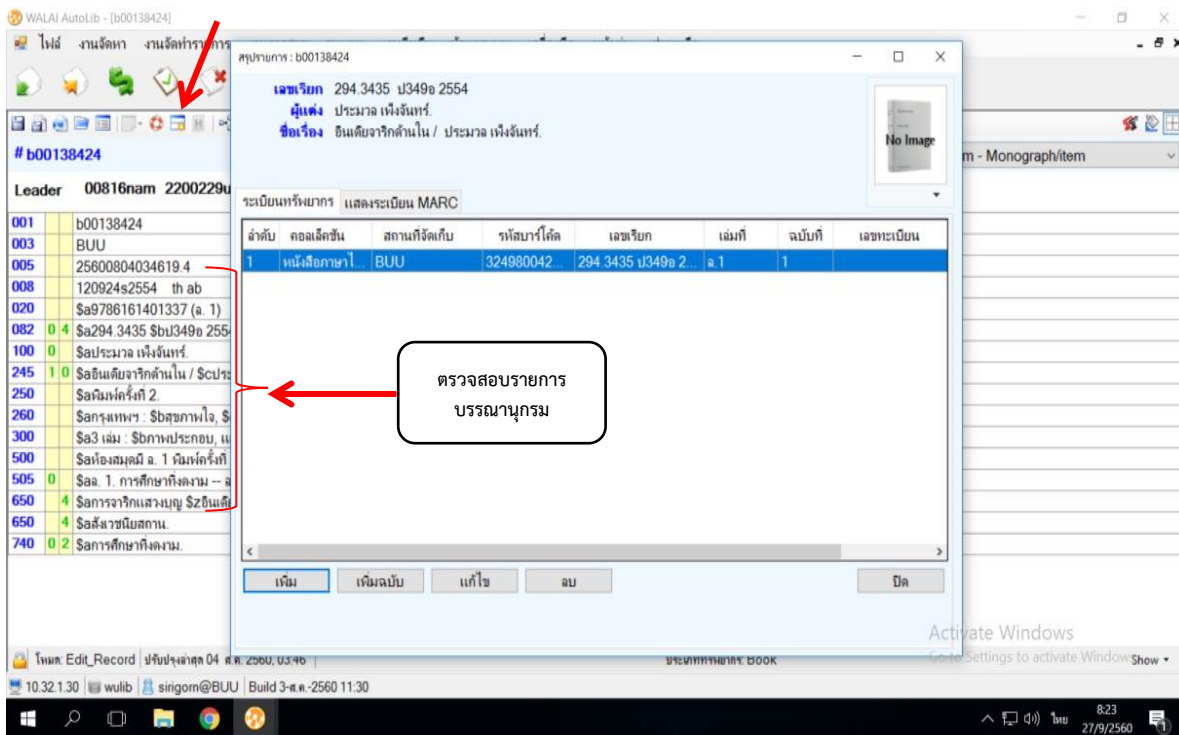 WALAI AutoLib - [b00138424]
ไฟล์ งานจัดหา งานจัดทำรายการ
# b00138424
m - Monograph/item
Leader 00816nam 2200229u
001 b00138424
003 BUU
005 25600804034619.4
008 120924s2554 th ab
020 $a9786161401337 (ล. 1)
082 0 4 $a294.3435 $bป349อ 2554
100 0 $aประมวล เพ็งจันทร์.
245 1 0 $aอินเดียจาริกด้านใน / $cประ
250 $aพิมพ์ครั้งที่ 2.
260 $aกรุงเทพฯ : $bสุขภาพใจ, $
300 $a3 เล่ม : $bภาพประกอบ, แ
500 $aห้องสมุดมี ล. 1 พิมพ์ครั้งที่
505 0 $aล. 1. การศึกษาที่งดงาม -- ล
650 4 $aการจาริกแสวงบุญ $zอินเดีย
650 4 $aสังเวชนียสถาน.
740 0 2 $aการศึกษาที่งดงาม.
สรุปรายการ : b00138424
เลขเรียก 294.3435 ป349อ 2554
ผู้แต่ง ประมวล เพ็งจันทร์.
ชื่อเรื่อง อินเดียจาริกด้านใน / ประมวล เพ็งจันทร์.
No Image
ระเบียนทรัพยากร แสดงระเบียน MARC
ลำดับ คอลเล็คชัน สถานที่จัดเก็บ รหัสบาร์โค้ด เลขเรียก เล่มที่ ฉบับที่ เลขทะเบียน
1 หนังสือภาษาไ... BUU 324980042... 294.3435 ป349อ 2... ล.1 1
ตรวจสอบรายการ
บรรณานุกรม
เพิ่ม เพิ่มฉบับ แก้ไข ลบ ปิด
Activate Windows
Go to Settings to activate Windows.
Show
โหมด: Edit_Record ปรับปรุงล่าสุด 04 ส.ค. 2560, 03:46 ประเภททรัพยากร: BOOK
10.32.1.30 wulib sirigorn@BUU Build 3-ส.ค.-2560 11:30
ไทย 8:23
27/9/2560